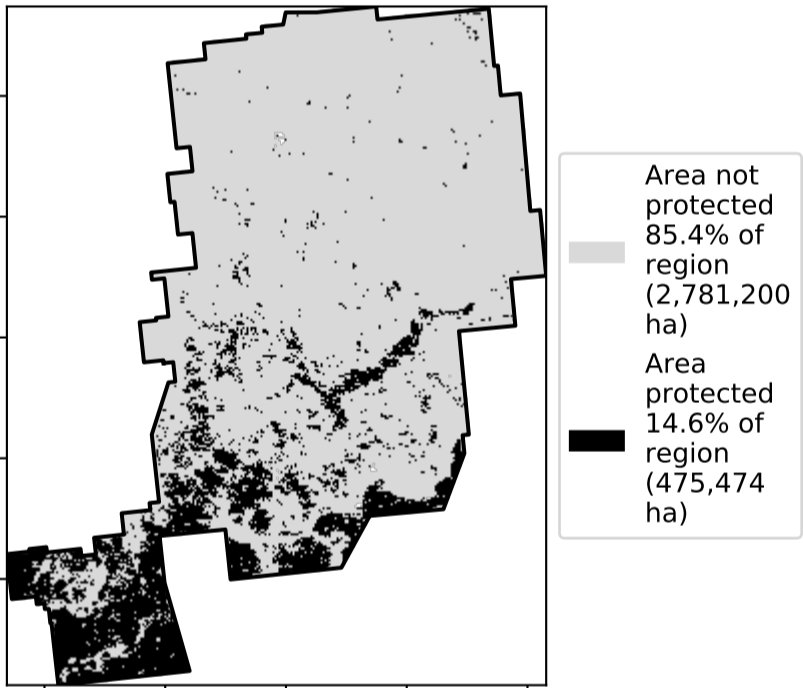 Area not
protected
85.4% of
region
(2,781,200
ha)
Area
protected
14.6% of
region
(475,474
ha)